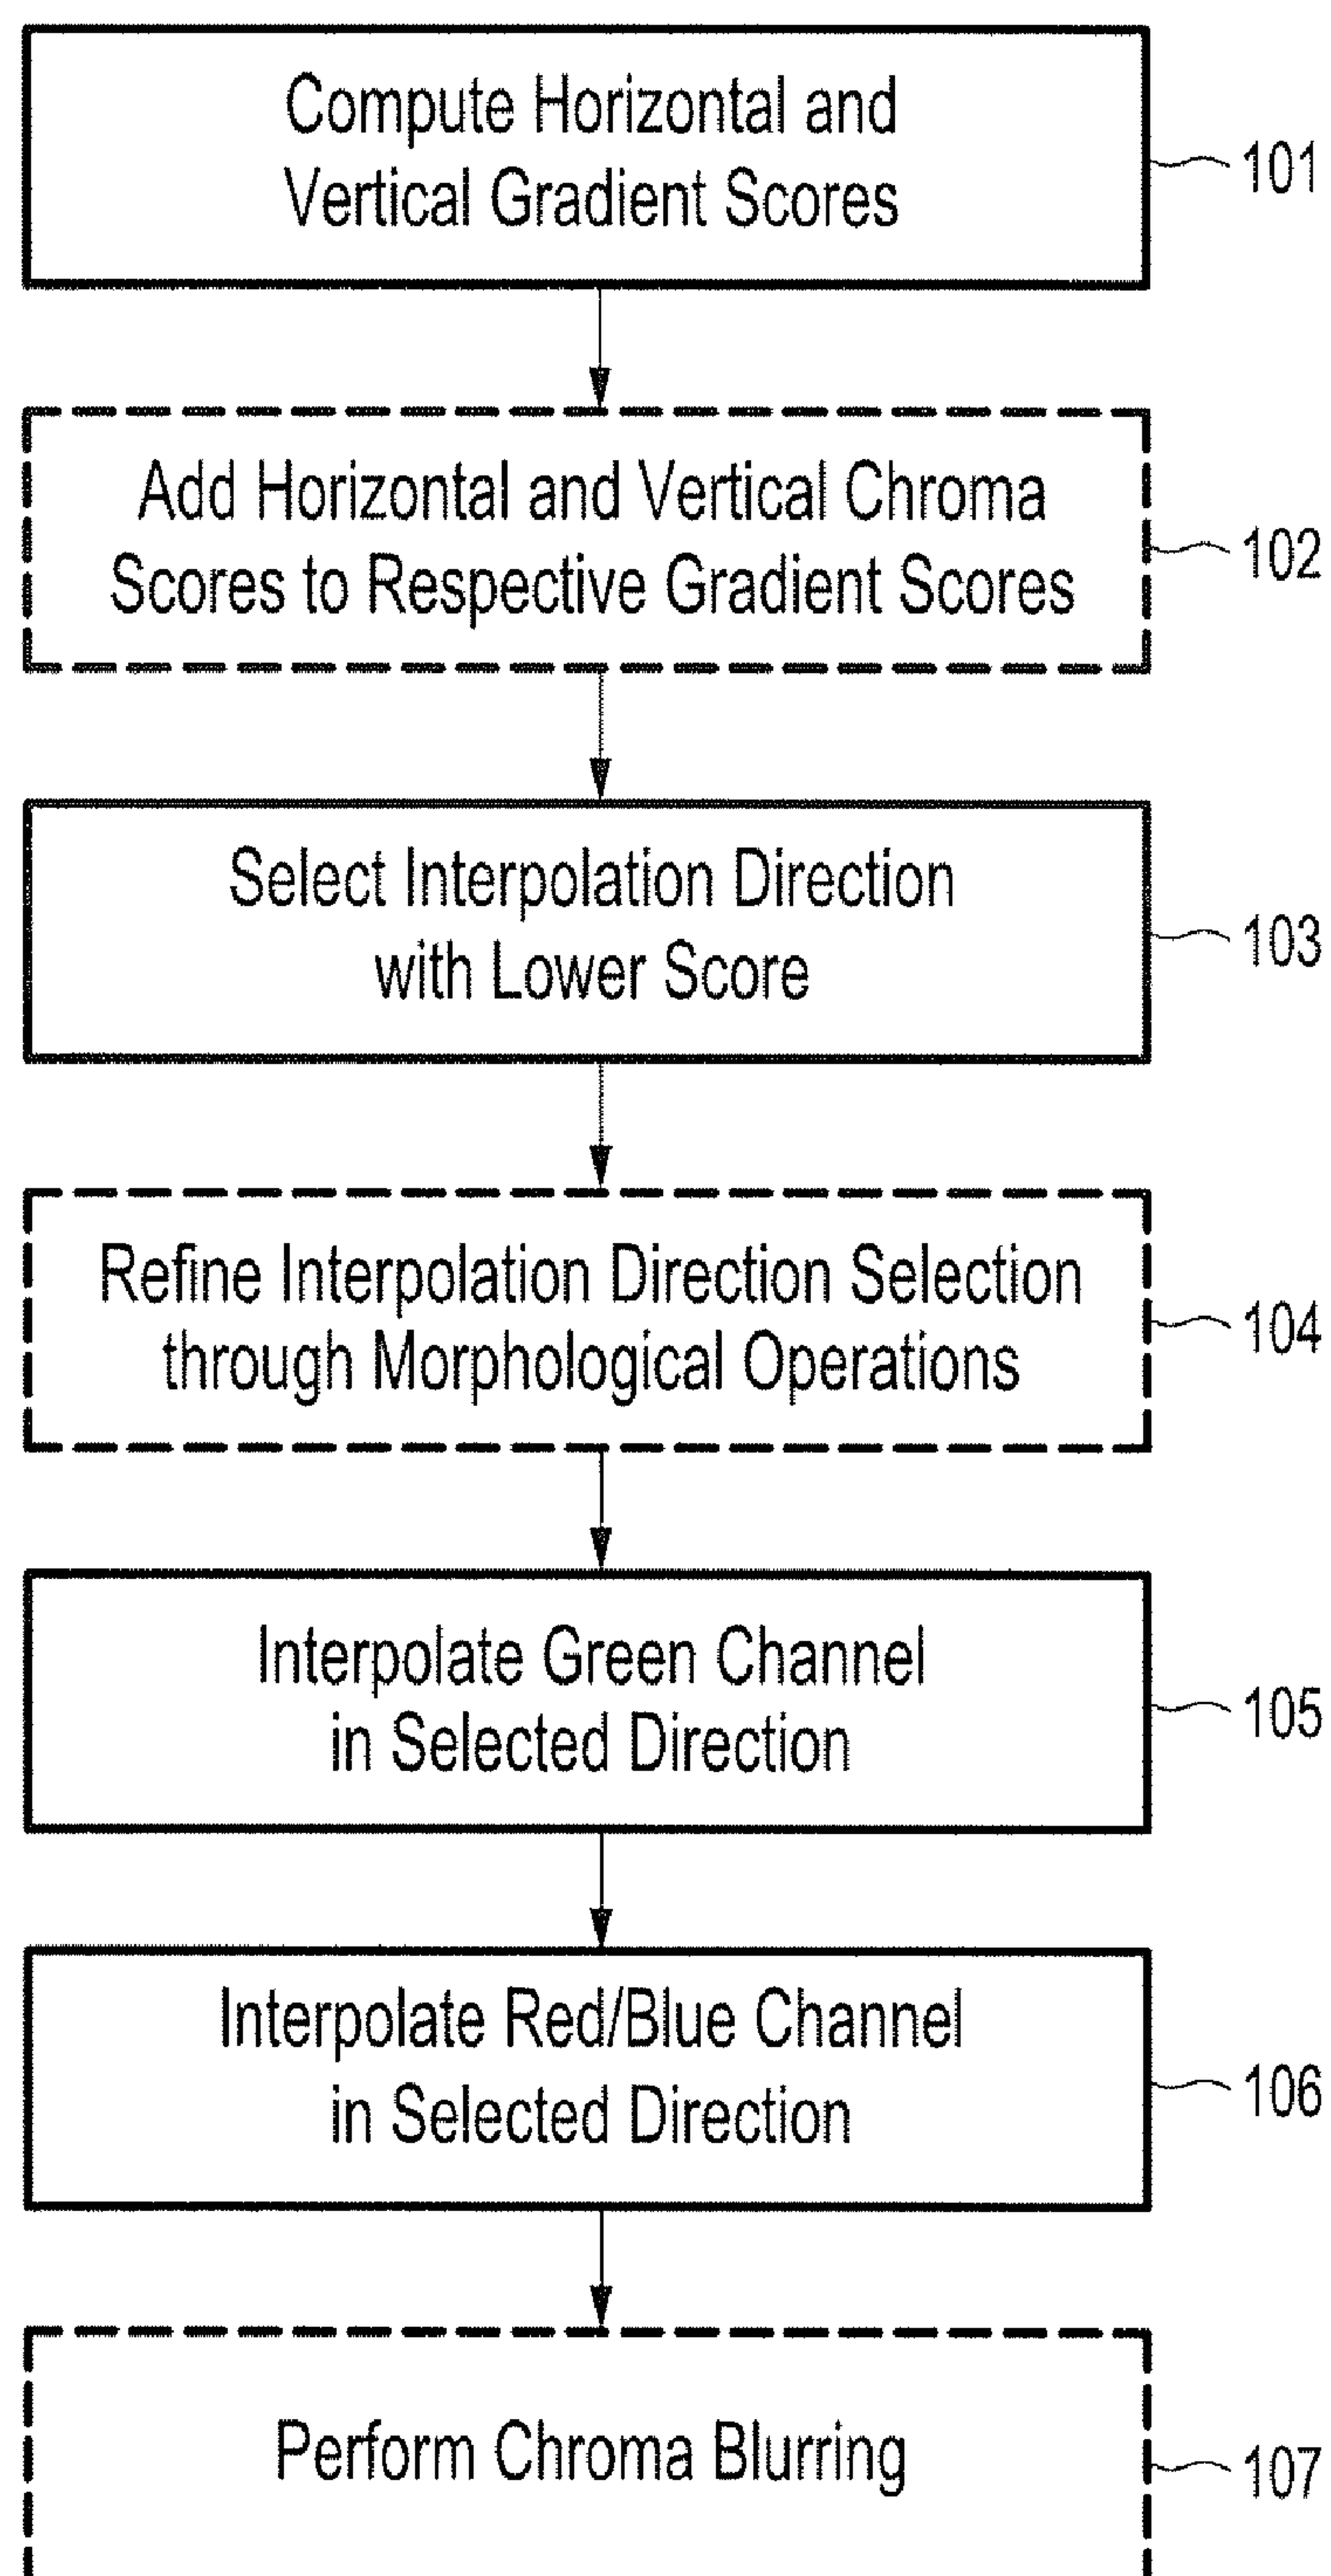 Compute Horizontal and
Vertical Gradient Scores
101
Add Horizontal and Vertical Chroma
Scores to Respective Gradient Scores
102
Select Interpolation Direction
with Lower Score
103
Refine Interpolation Direction Selection
through Morphological Operations
104
Interpolate Green Channel
in Selected Direction
105
Interpolate Red/Blue Channel
in Selected Direction
106
Perform Chroma Blurring
107